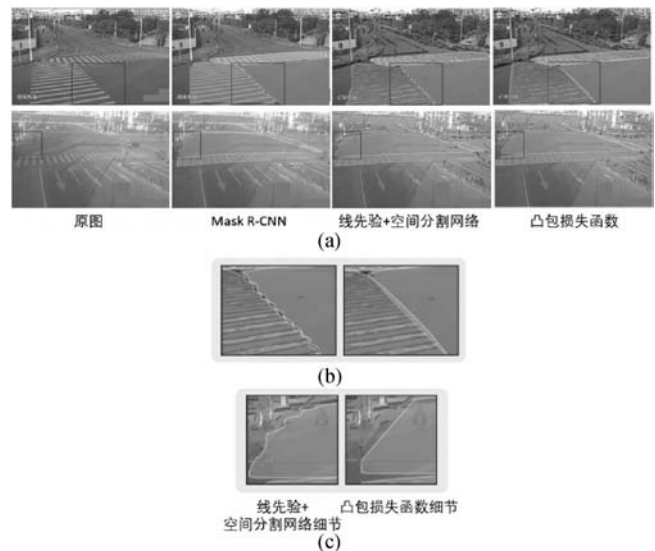 原图
Mask R-CNN
线先验+空间分割网络
凸包损失函数
(a)
(b)
线先验+
空间分割网络细节
凸包损失函数细节
(c)